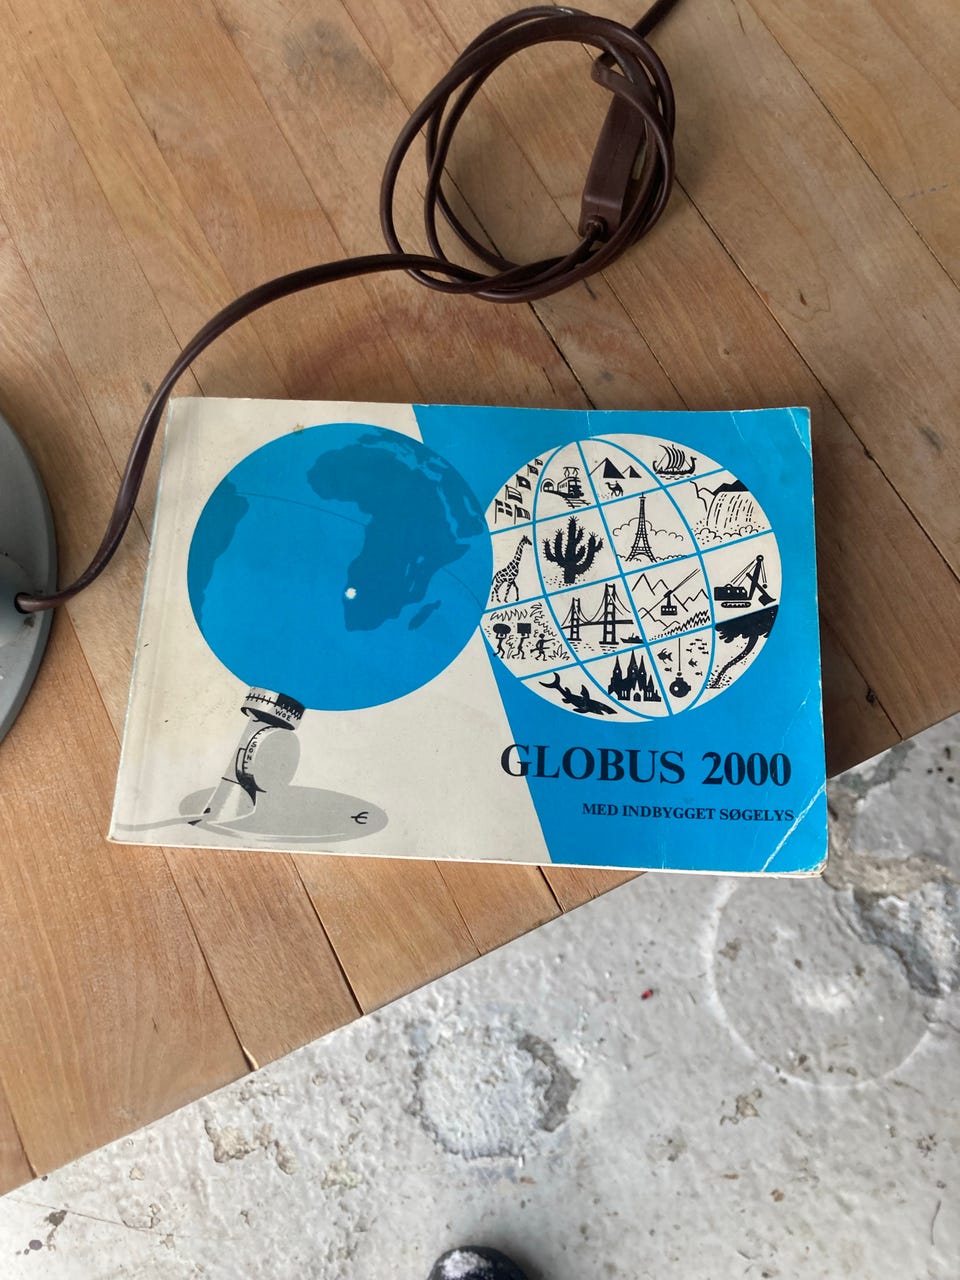 GLOBUS 2000
MED INDBYGGET SØGELYS